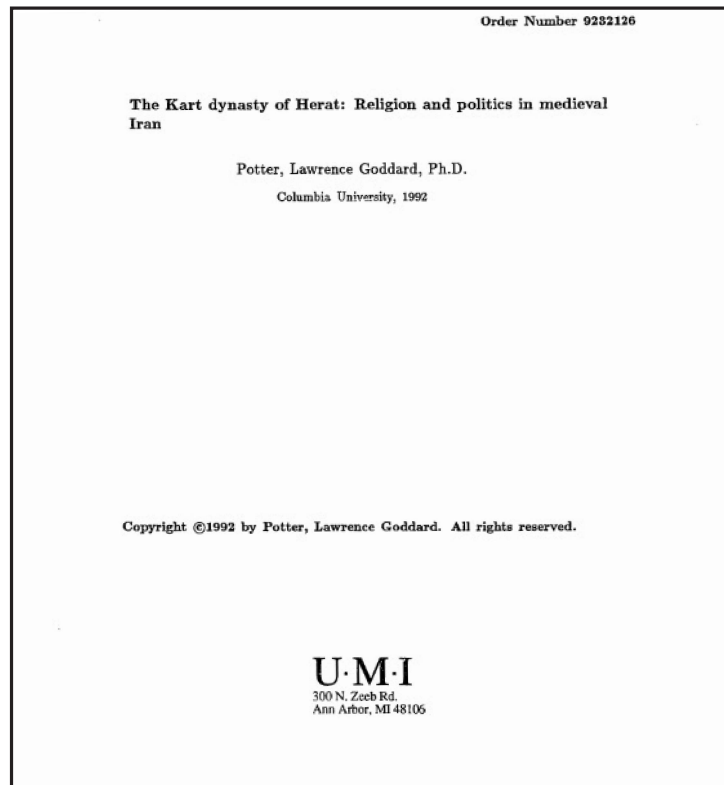 Order Number 9232126
The Kart dynasty of Herat: Religion and politics in medieval
Iran
Potter, Lawrence Goddard, Ph.D.
Columbia University, 1992
Copyright ©1992 by Potter, Lawrence Goddard. All rights reserved.
U·M·I
300 N. Zeeb Rd.
Ann Arbor, MI 48106